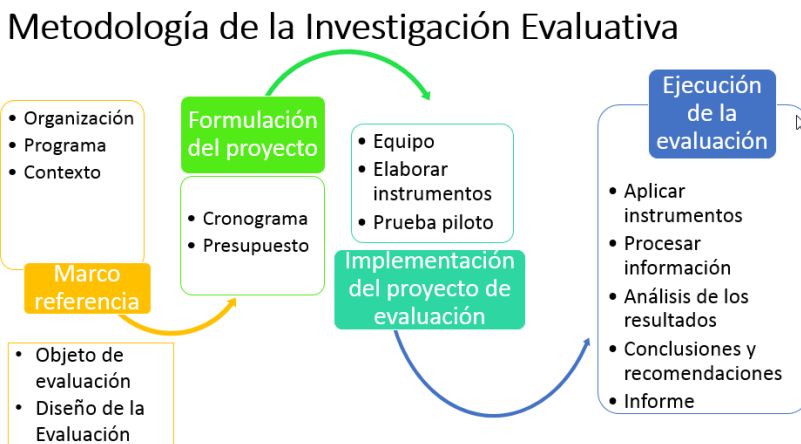 Metodología de la Investigación Evaluativa
• Organización
• Programa
• Contexto
Marco
referencia
• Objeto de
evaluación
• Diseño de la
Evaluación
Formulación
del proyecto
• Cronograma
• Presupuesto
• Equipo
• Elaborar
instrumentos
• Prueba piloto
Implementación
del proyecto de
evaluación
Ejecución
de la
evaluación
• Aplicar
instrumentos
• Procesar
información
• Análisis de los
resultados
• Conclusiones y
recomendaciones
• Informe